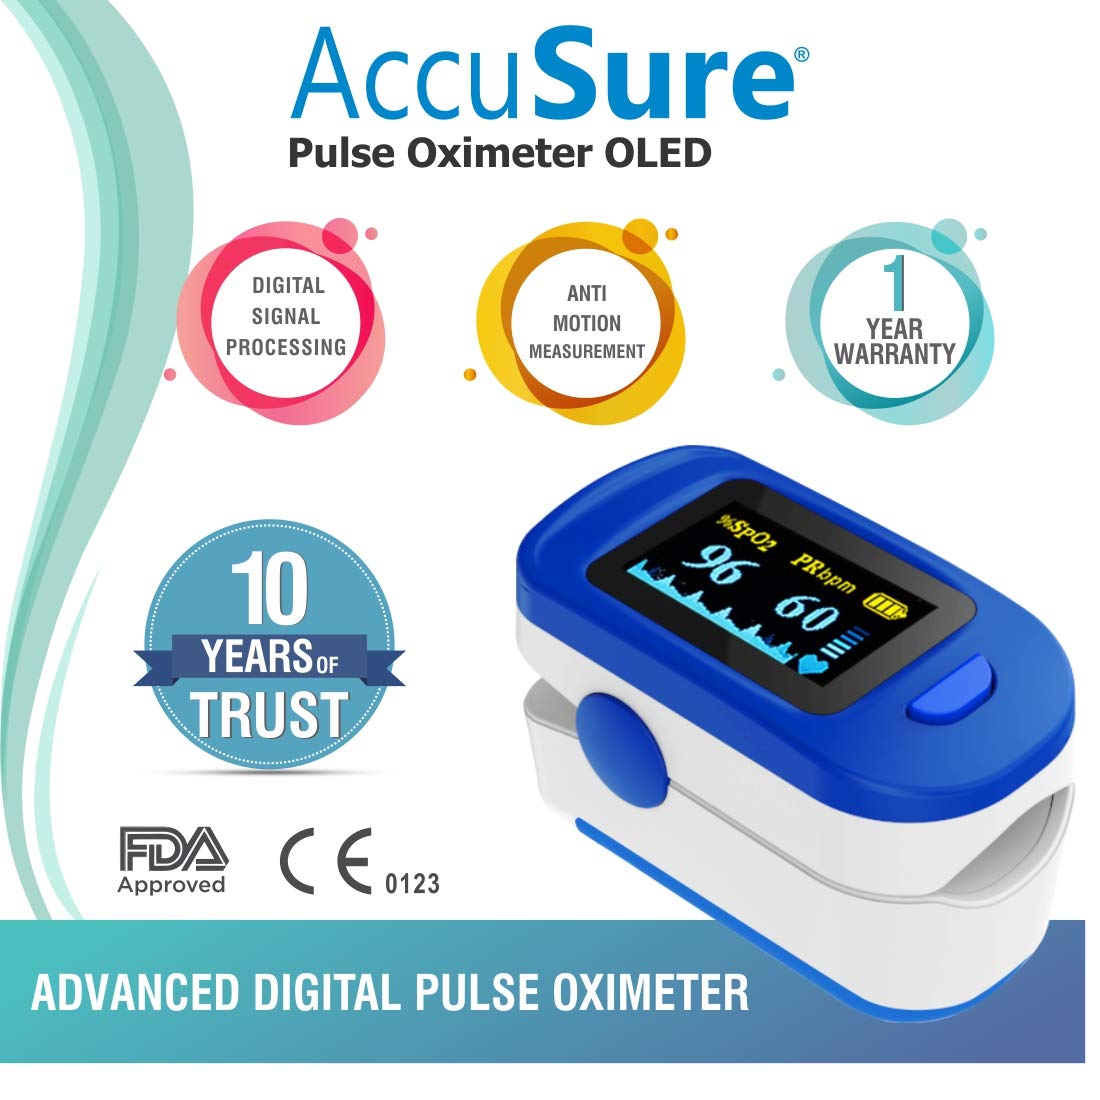 AccuSure®
Pulse Oximeter OLED
DIGITAL
SIGNAL
PROCESSING
ANTI
MOTION
MEASUREMENT
1
YEAR
WARRANTY
10
YEARS OF
TRUST
%SpO2
PRbpm
96
60
FDA
Approved
CE 0123
ADVANCED DIGITAL PULSE OXIMETER